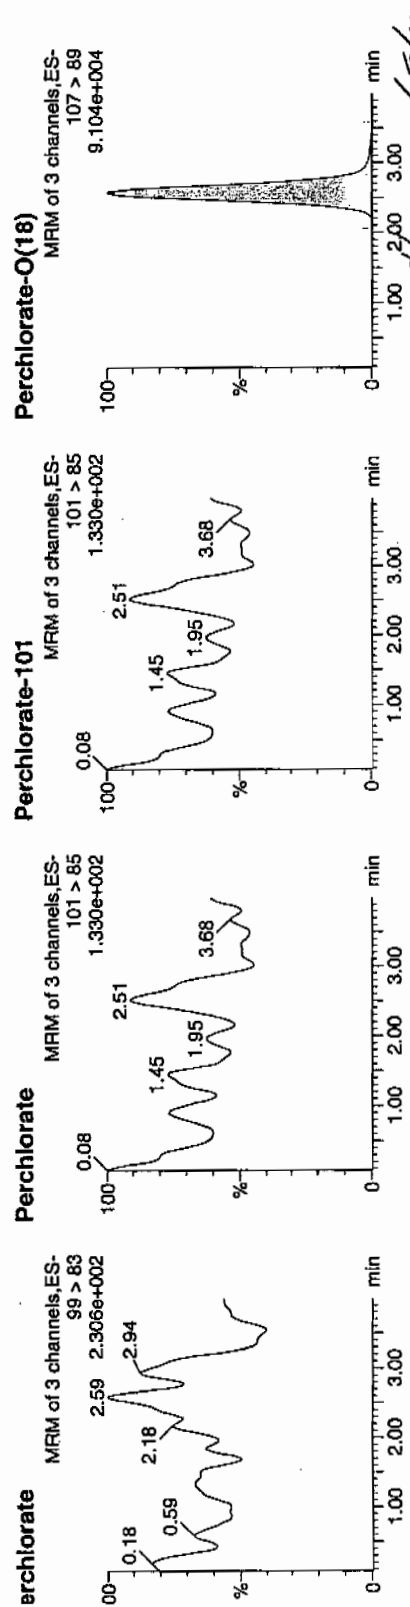 erchlorate
MRM of 3 channels,ES-
99 > 83
2.306e+002
00
%
0
0.18
0.59
2.18
2.59
2.94
1.00 2.00 3.00 min
Perchlorate
MRM of 3 channels,ES-
101 > 85
1.330e+002
100
%
0
0.08
1.45
1.95
2.51
3.68
1.00 2.00 3.00 min
Perchlorate-101
MRM of 3 channels,ES-
101 > 85
1.330e+002
100
%
0
0.08
1.45
1.95
2.51
3.68
1.00 2.00 3.00 min
Perchlorate-O(18)
MRM of 3 channels,ES-
107 > 89
9.104e+004
100
%
0
1.00 2.00 3.00 min